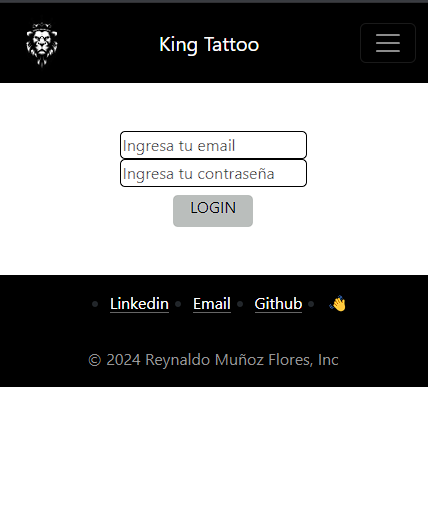 King Tattoo
Ingresa tu email
Ingresa tu contraseña
LOGIN
• Linkedin • Email • Github • 👋
© 2024 Reynaldo Muñoz Flores, Inc